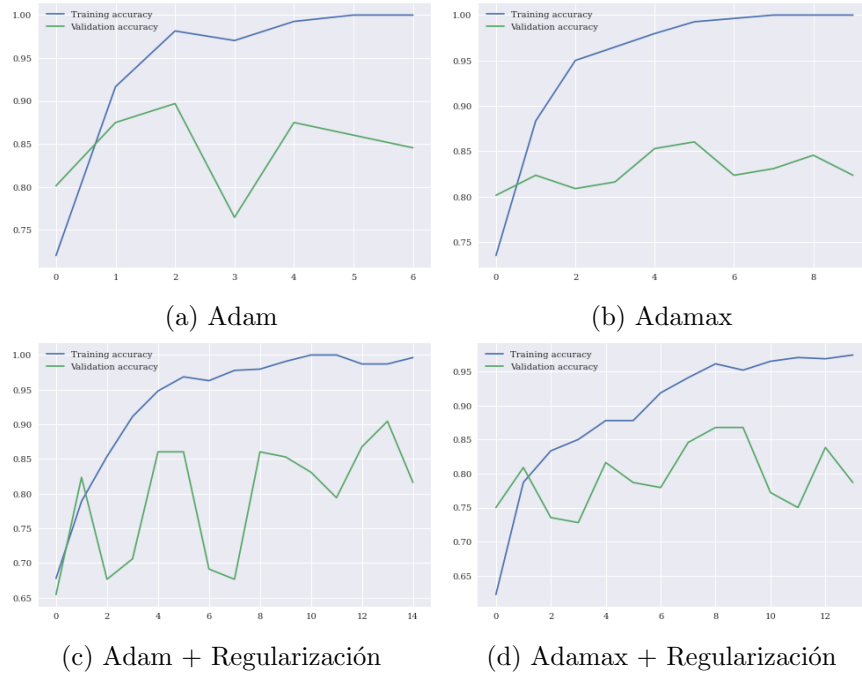 Training accuracy
Validation accuracy
1.00
0.95
0.90
0.85
0.80
0.75
0 1 2 3 4 5 6
(a) Adam
Training accuracy
Validation accuracy
1.00
0.95
0.90
0.85
0.80
0.75
0 2 4 6 8
(b) Adamax
Training accuracy
Validation accuracy
1.00
0.95
0.90
0.85
0.80
0.75
0.70
0.65
0 2 4 6 8 10 12 14
(c) Adam + Regularización
Training accuracy
Validation accuracy
0.95
0.90
0.85
0.80
0.75
0.70
0.65
0 2 4 6 8 10 12
(d) Adamax + Regularización